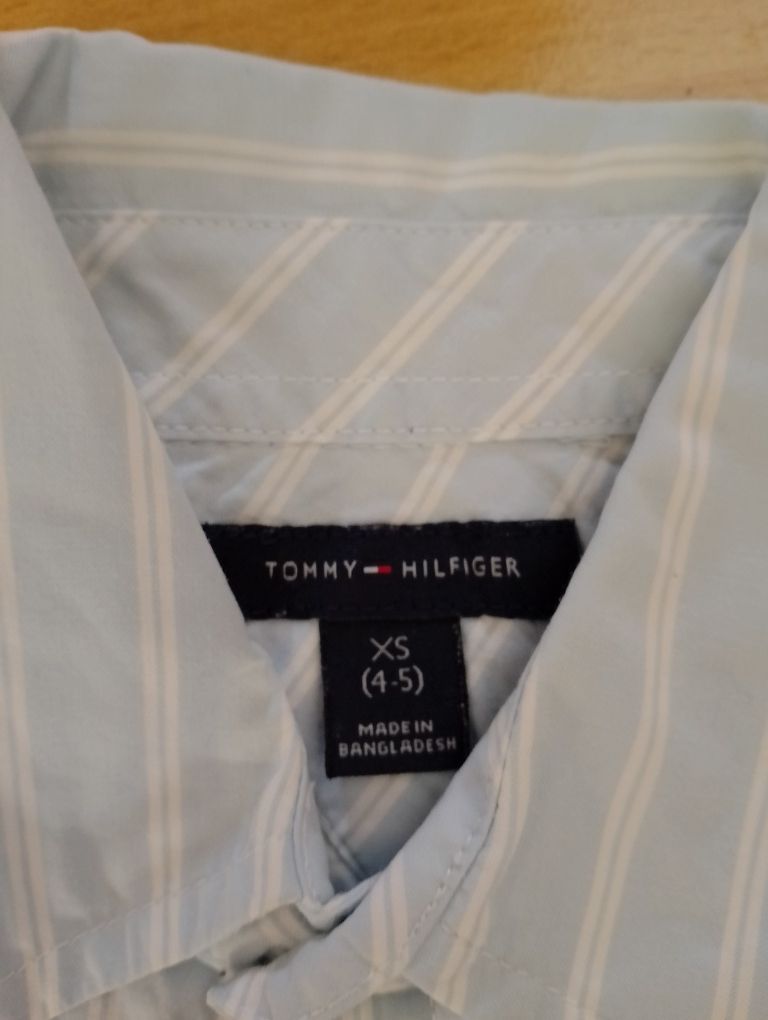 TOMMY HILFIGER
XS
(4-5)
MADE IN
BANGLADESH